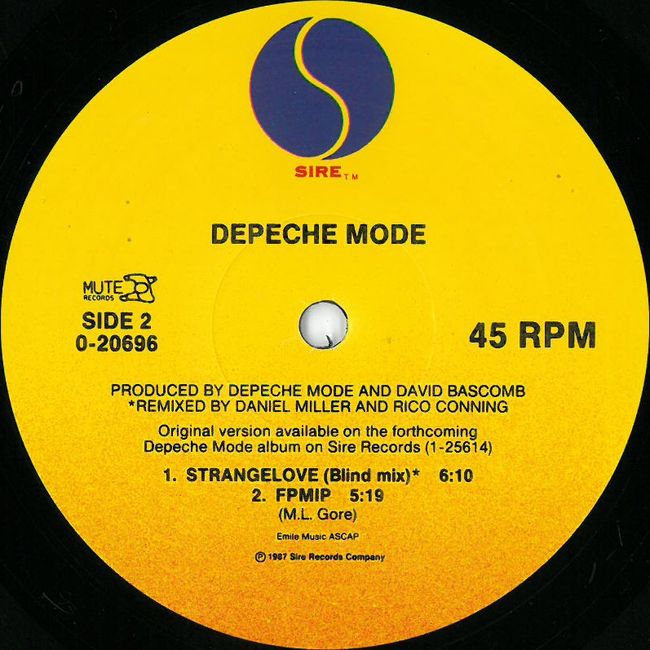 SIRE TM
DEPECHE MODE
MUTE
RECORDS
SIDE 2
0-20696
45 RPM
PRODUCED BY DEPECHE MODE AND DAVID BASCOMB
*REMIXED BY DANIEL MILLER AND RICO CONNING
Original version available on the forthcoming
Depeche Mode album on Sire Records (1-25614)
1. STRANGELOVE (Blind mix)* 6:10
2. FPMIP 5:19
(M.L. Gore)
Emile Music ASCAP
℗ 1987 Sire Records Company